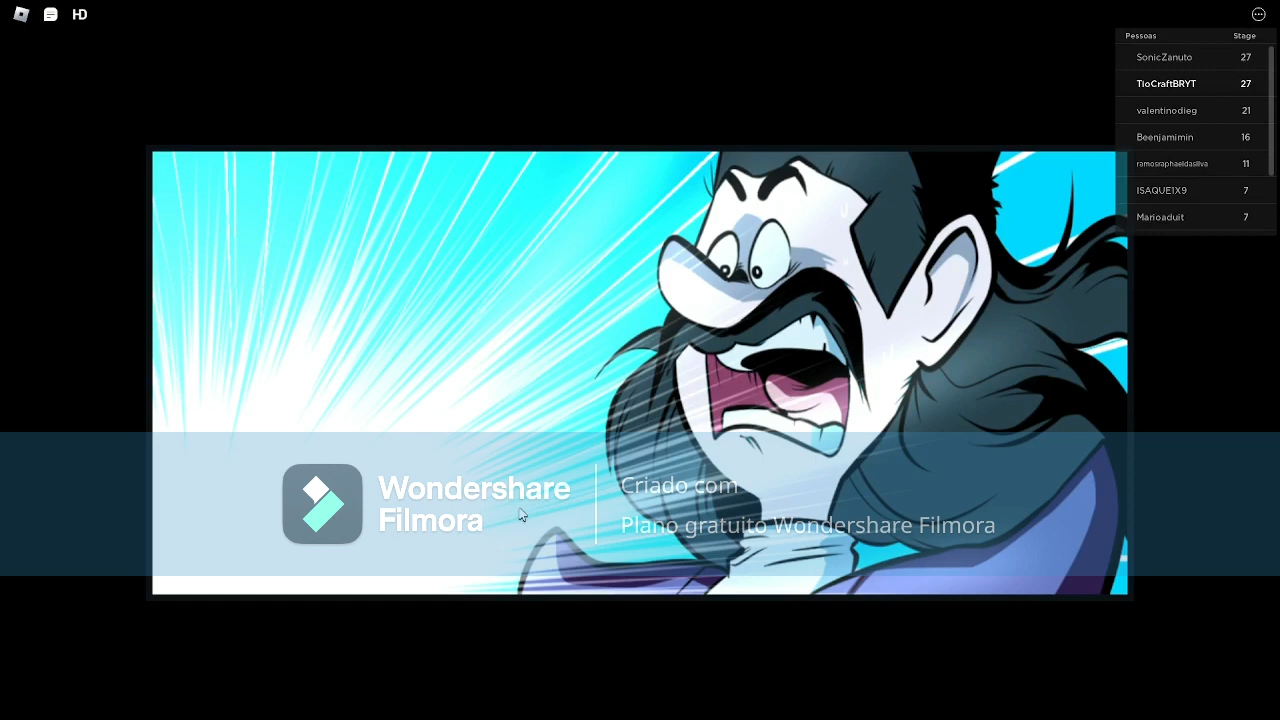 HD
Pessoas Stage
SonicZanuto 27
TioCraftBRYT 27
valentinodieg 21
Beenjamimin 16
ramosraphaeldasilva 11
ISAQUE1X9 7
Marioaduit 7
Wondershare
Filmora
Criado com
Plano gratuito Wondershare Filmora